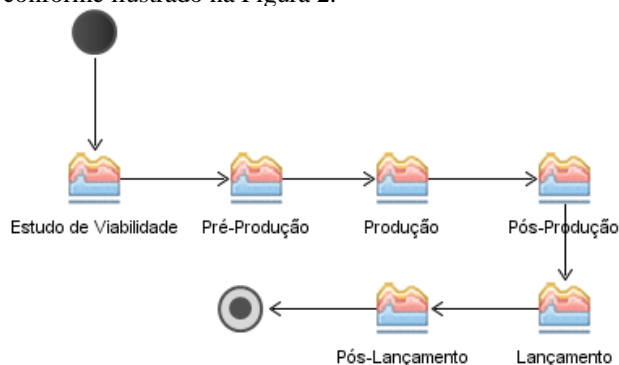 conforme ilustrado na Figura 2.
Estudo de Viabilidade Pré-Produção Produção Pós-Produção
Pós-Lançamento Lançamento